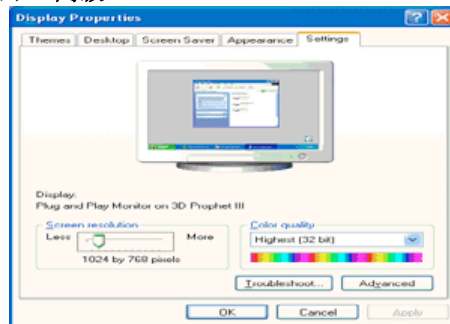 Display Properties
Themes Desktop Screen Saver Appearance Settings
Display:
Plug and Play Monitor on 3D Prophet III
Screen resolution
Less More
1024 by 768 pixels
Color quality
Highest (32 bit)
Troubleshoot... Advanced
OK Cancel Apply